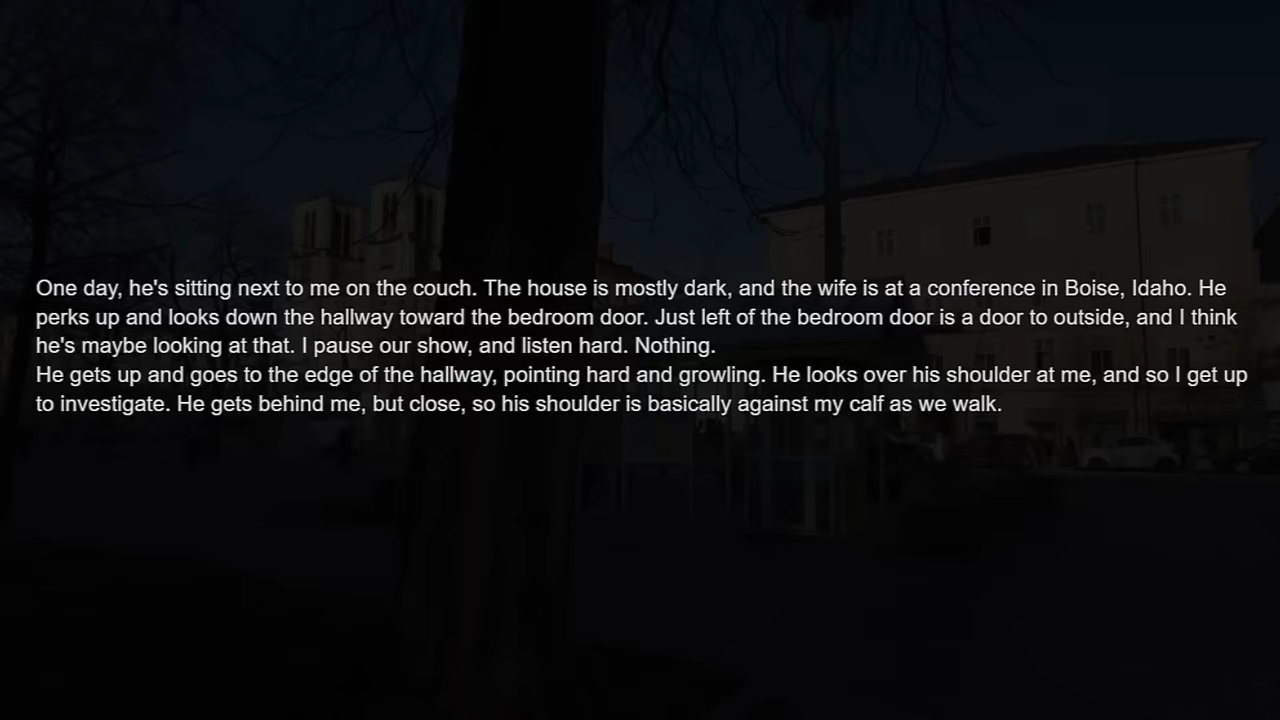 One day, he's sitting next to me on the couch. The house is mostly dark, and the wife is at a conference in Boise, Idaho. He
perks up and looks down the hallway toward the bedroom door. Just left of the bedroom door is a door to outside, and I think
he's maybe looking at that. I pause our show, and listen hard. Nothing.
He gets up and goes to the edge of the hallway, pointing hard and growling. He looks over his shoulder at me, and so I get up
to investigate. He gets behind me, but close, so his shoulder is basically against my calf as we walk.